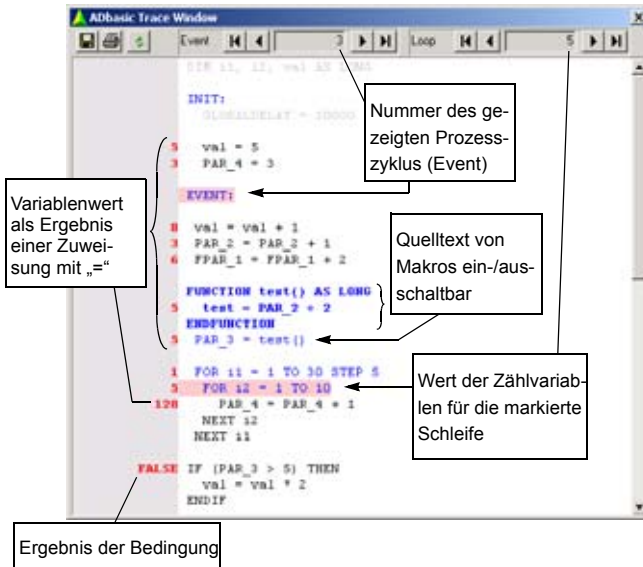 ADbasic Trace Window
Event 3 Loop 5
DIM i1, i2, val AS LONG
INIT:
GLOBALDELAY = 10000
5 val = 5
3 PAR_4 = 3
EVENT:
8 val = val + 1
3 PAR_2 = PAR_2 + 1
6 FPAR_1 = FPAR_1 + 2
FUNCTION test() AS LONG
5 test = PAR_2 + 2
ENDFUNCTION
5 PAR_3 = test()
1 FOR i1 = 1 TO 30 STEP 5
5 FOR i2 = 1 TO 10
128 PAR_4 = PAR_4 + 1
NEXT i2
NEXT i1
FALSE IF (PAR_3 > 5) THEN
val = val * 2
ENDIF
Nummer des ge-
zeigten Prozess-
zyklus (Event)
Variablenwert
als Ergebnis
einer Zuwei-
sung mit „="
Quelltext von
Makros ein-/aus-
schaltbar
Wert der Zählvariab-
len für die markierte
Schleife
Ergebnis der Bedingung